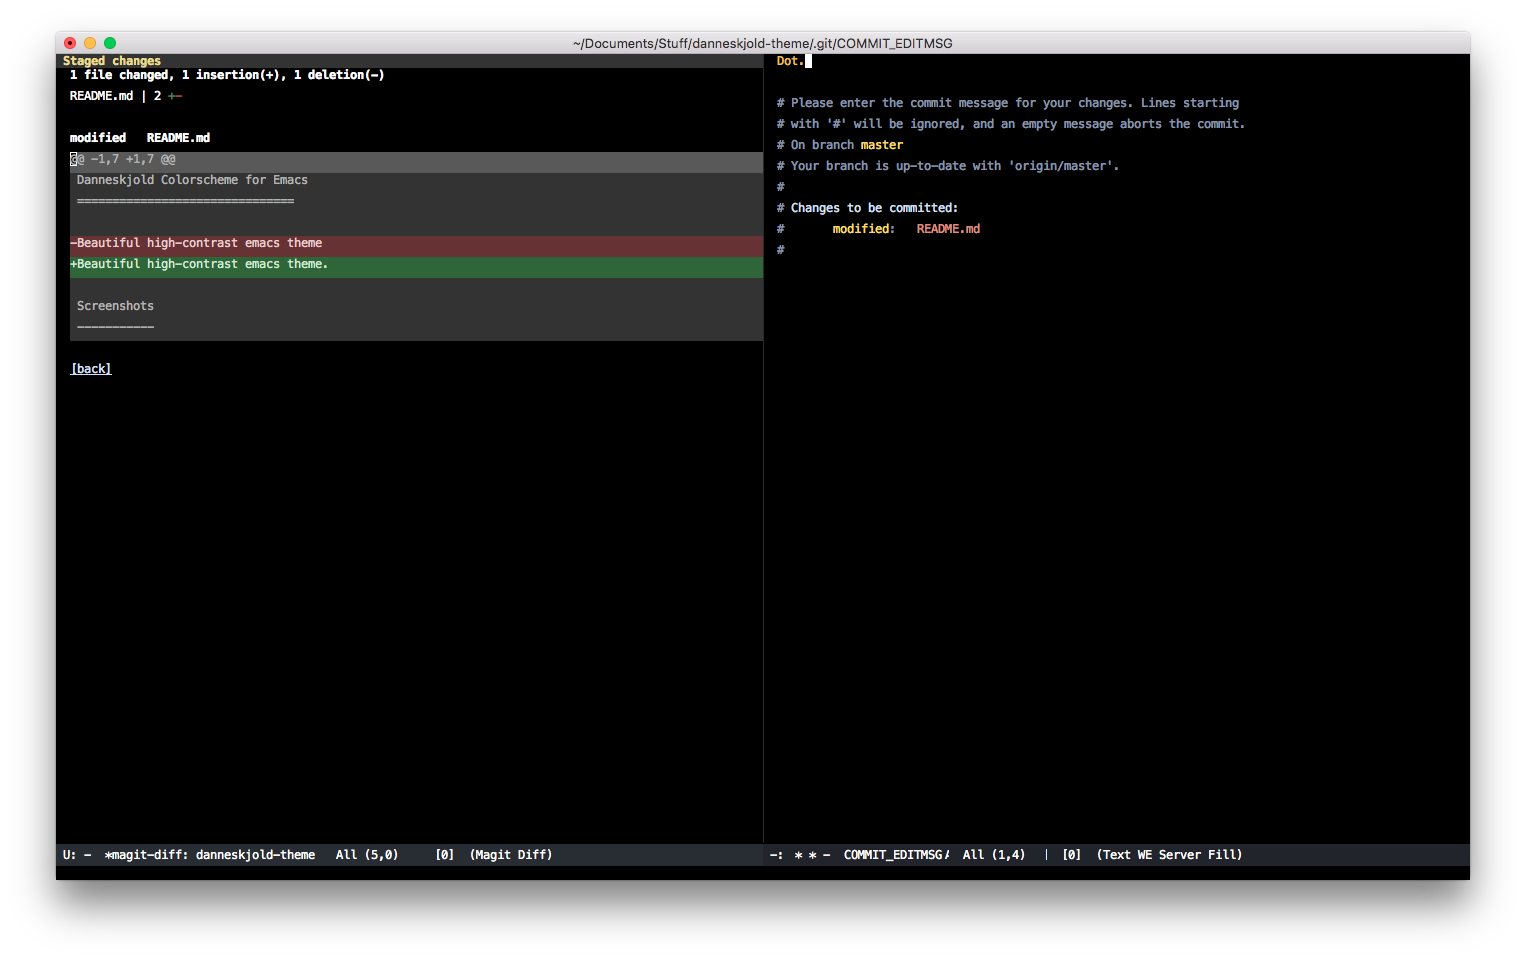 ~/Documents/Stuff/danneskjold-theme/.git/COMMIT_EDITMSG
Staged changes
1 file changed, 1 insertion(+), 1 deletion(-)
README.md | 2 +-
modified   README.md
@@ -1,7 +1,7 @@
Danneskjold Colorscheme for Emacs
===============================
-Beautiful high-contrast emacs theme
+Beautiful high-contrast emacs theme.
Screenshots
-----------
[back]
U: -  *magit-diff: danneskjold-theme   All (5,0)     [0]  (Magit Diff)
Dot.
# Please enter the commit message for your changes. Lines starting
# with '#' will be ignored, and an empty message aborts the commit.
# On branch master
# Your branch is up-to-date with 'origin/master'.
#
# Changes to be committed:
#       modified:   README.md
#
-: * * -  COMMIT_EDITMSG  All (1,4)  | [0]  (Text WE Server Fill)